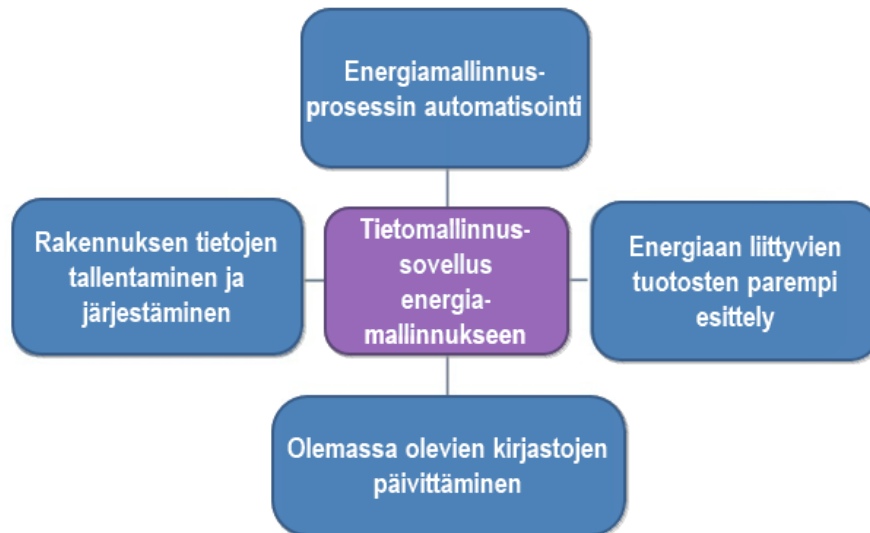 Energiamallinnus-
prosessin automatisointi
Rakennuksen tietojen
tallentaminen ja
järjestäminen
Tietomallinnus-
sovellus
energia-
mallinnukseen
Energiaan liittyvien
tuotosten parempi
esittely
Olemassa olevien kirjastojen
päivittäminen